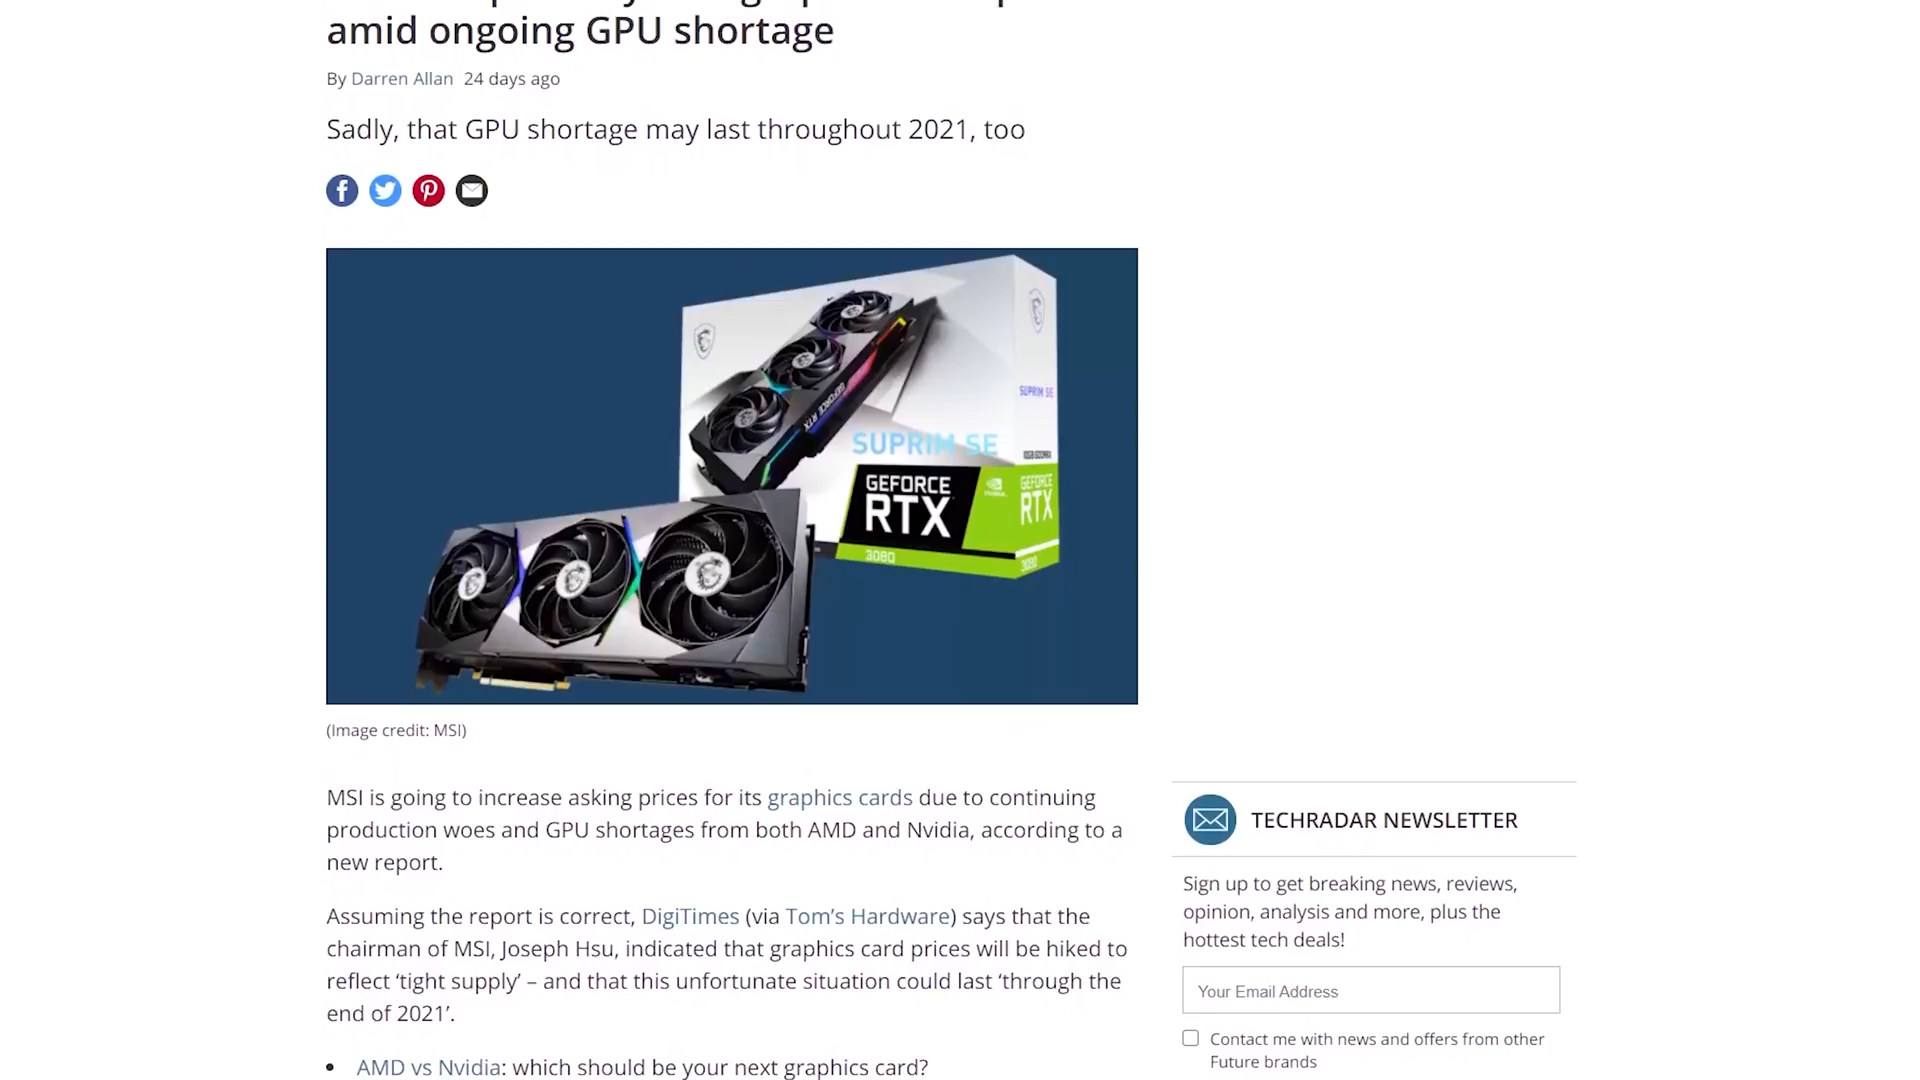 amid ongoing GPU shortage
By Darren Allan 24 days ago
Sadly, that GPU shortage may last throughout 2021, too
SUPRIM SE
SUPRIM SE
GEFORCE
RTX
3080
GEFORCE
RTX
3080
GEFORCE RTX
(Image credit: MSI)
MSI is going to increase asking prices for its graphics cards due to continuing
production woes and GPU shortages from both AMD and Nvidia, according to a
new report.
Assuming the report is correct, DigiTimes (via Tom’s Hardware) says that the
chairman of MSI, Joseph Hsu, indicated that graphics card prices will be hiked to
reflect ‘tight supply’ – and that this unfortunate situation could last ‘through the
end of 2021’.
• AMD vs Nvidia: which should be your next graphics card?
TECHRADAR NEWSLETTER
Sign up to get breaking news, reviews,
opinion, analysis and more, plus the
hottest tech deals!
Your Email Address
Contact me with news and offers from other
Future brands